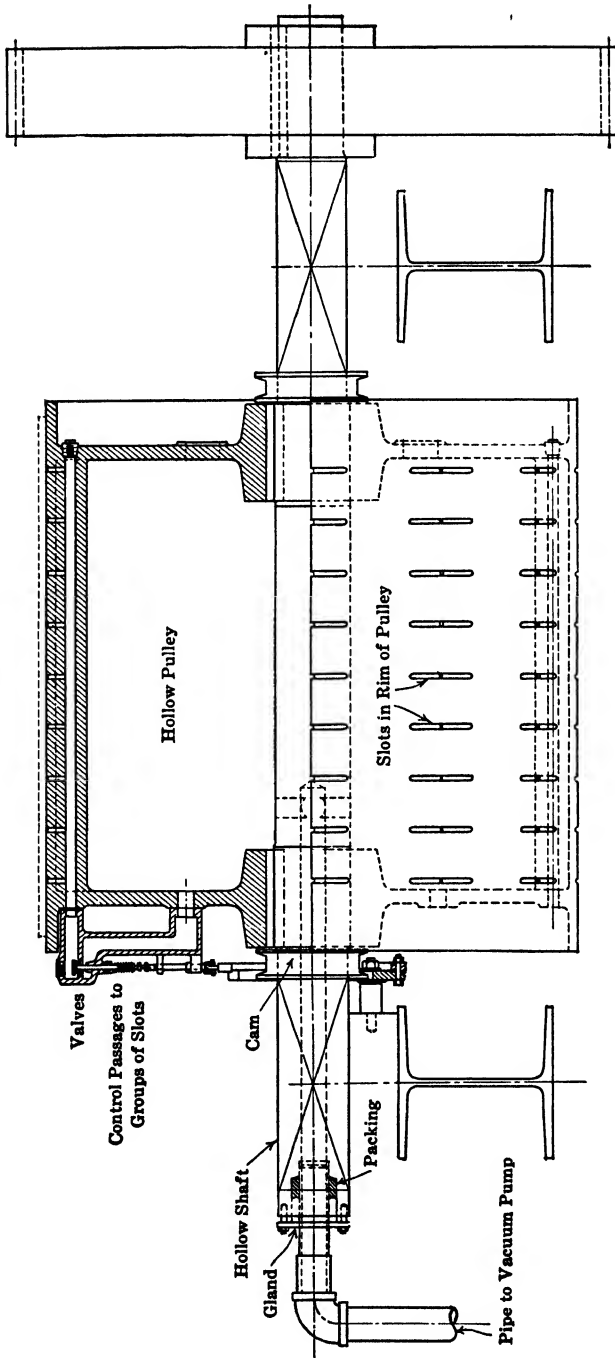 Valves
Control Passages to
Groups of Slots
Hollow Pulley
Cam
Slots in Rim of Pulley
Hollow Shaft
Gland
Packing
Pipe to Vacuum Pump